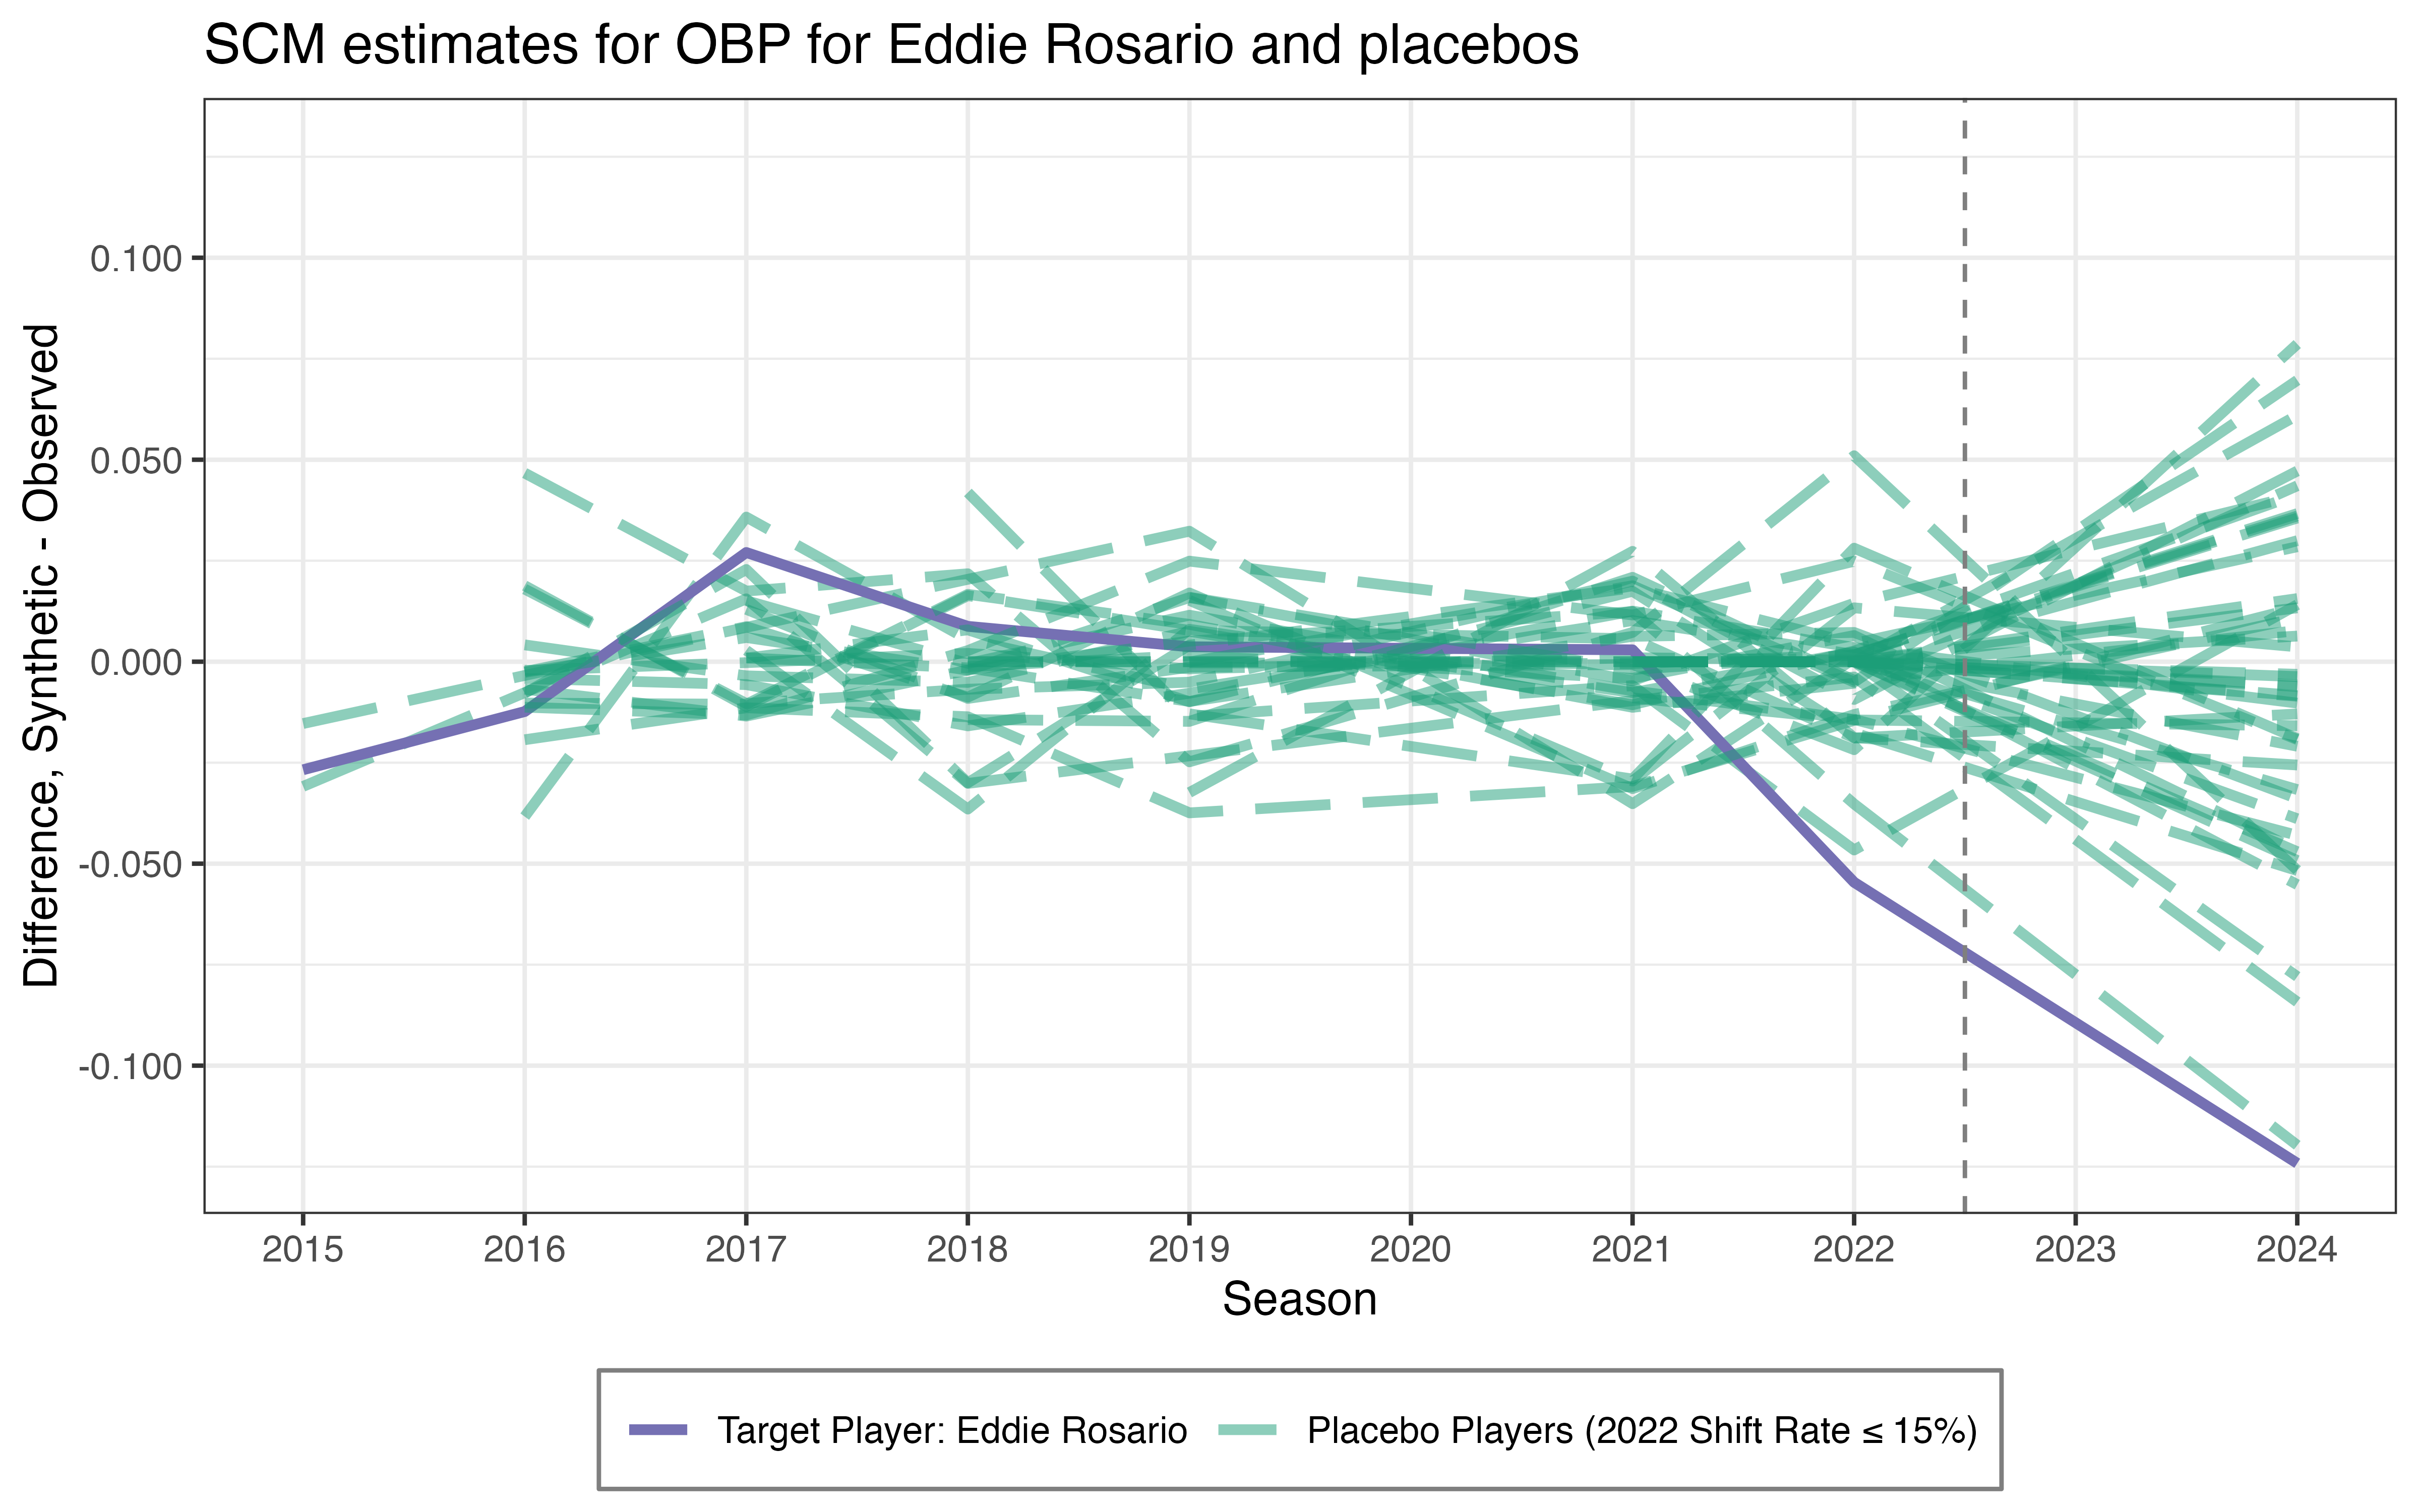 SCM estimates for OBP for Eddie Rosario and placebos
Difference, Synthetic - Observed
0.100
0.050
0.000
-0.050
-0.100
2015 2016 2017 2018 2019 2020 2021 2022 2023 2024
Season
Target Player: Eddie Rosario Placebo Players (2022 Shift Rate ≤ 15%)